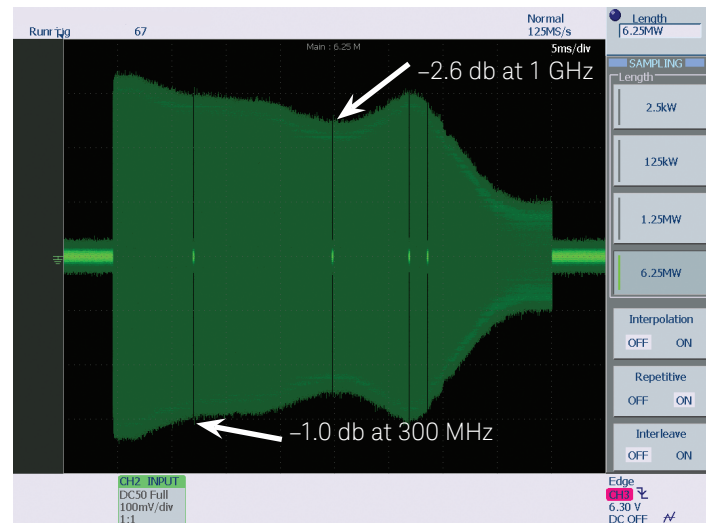 Running
67
Normal
125MS/s
Length
6.25MW
Main : 6.25 M
5ms/div
–2.6 db at 1 GHz
SAMPLING
Length
2.5kW
125kW
1.25MW
6.25MW
Interpolation
OFF ON
Repetitive
OFF ON
Interleave
OFF ON
–1.0 db at 300 MHz
CH2 INPUT
DC50 Full
100mV/div
1:1
Edge
CH3
6.30 V
DC OFF